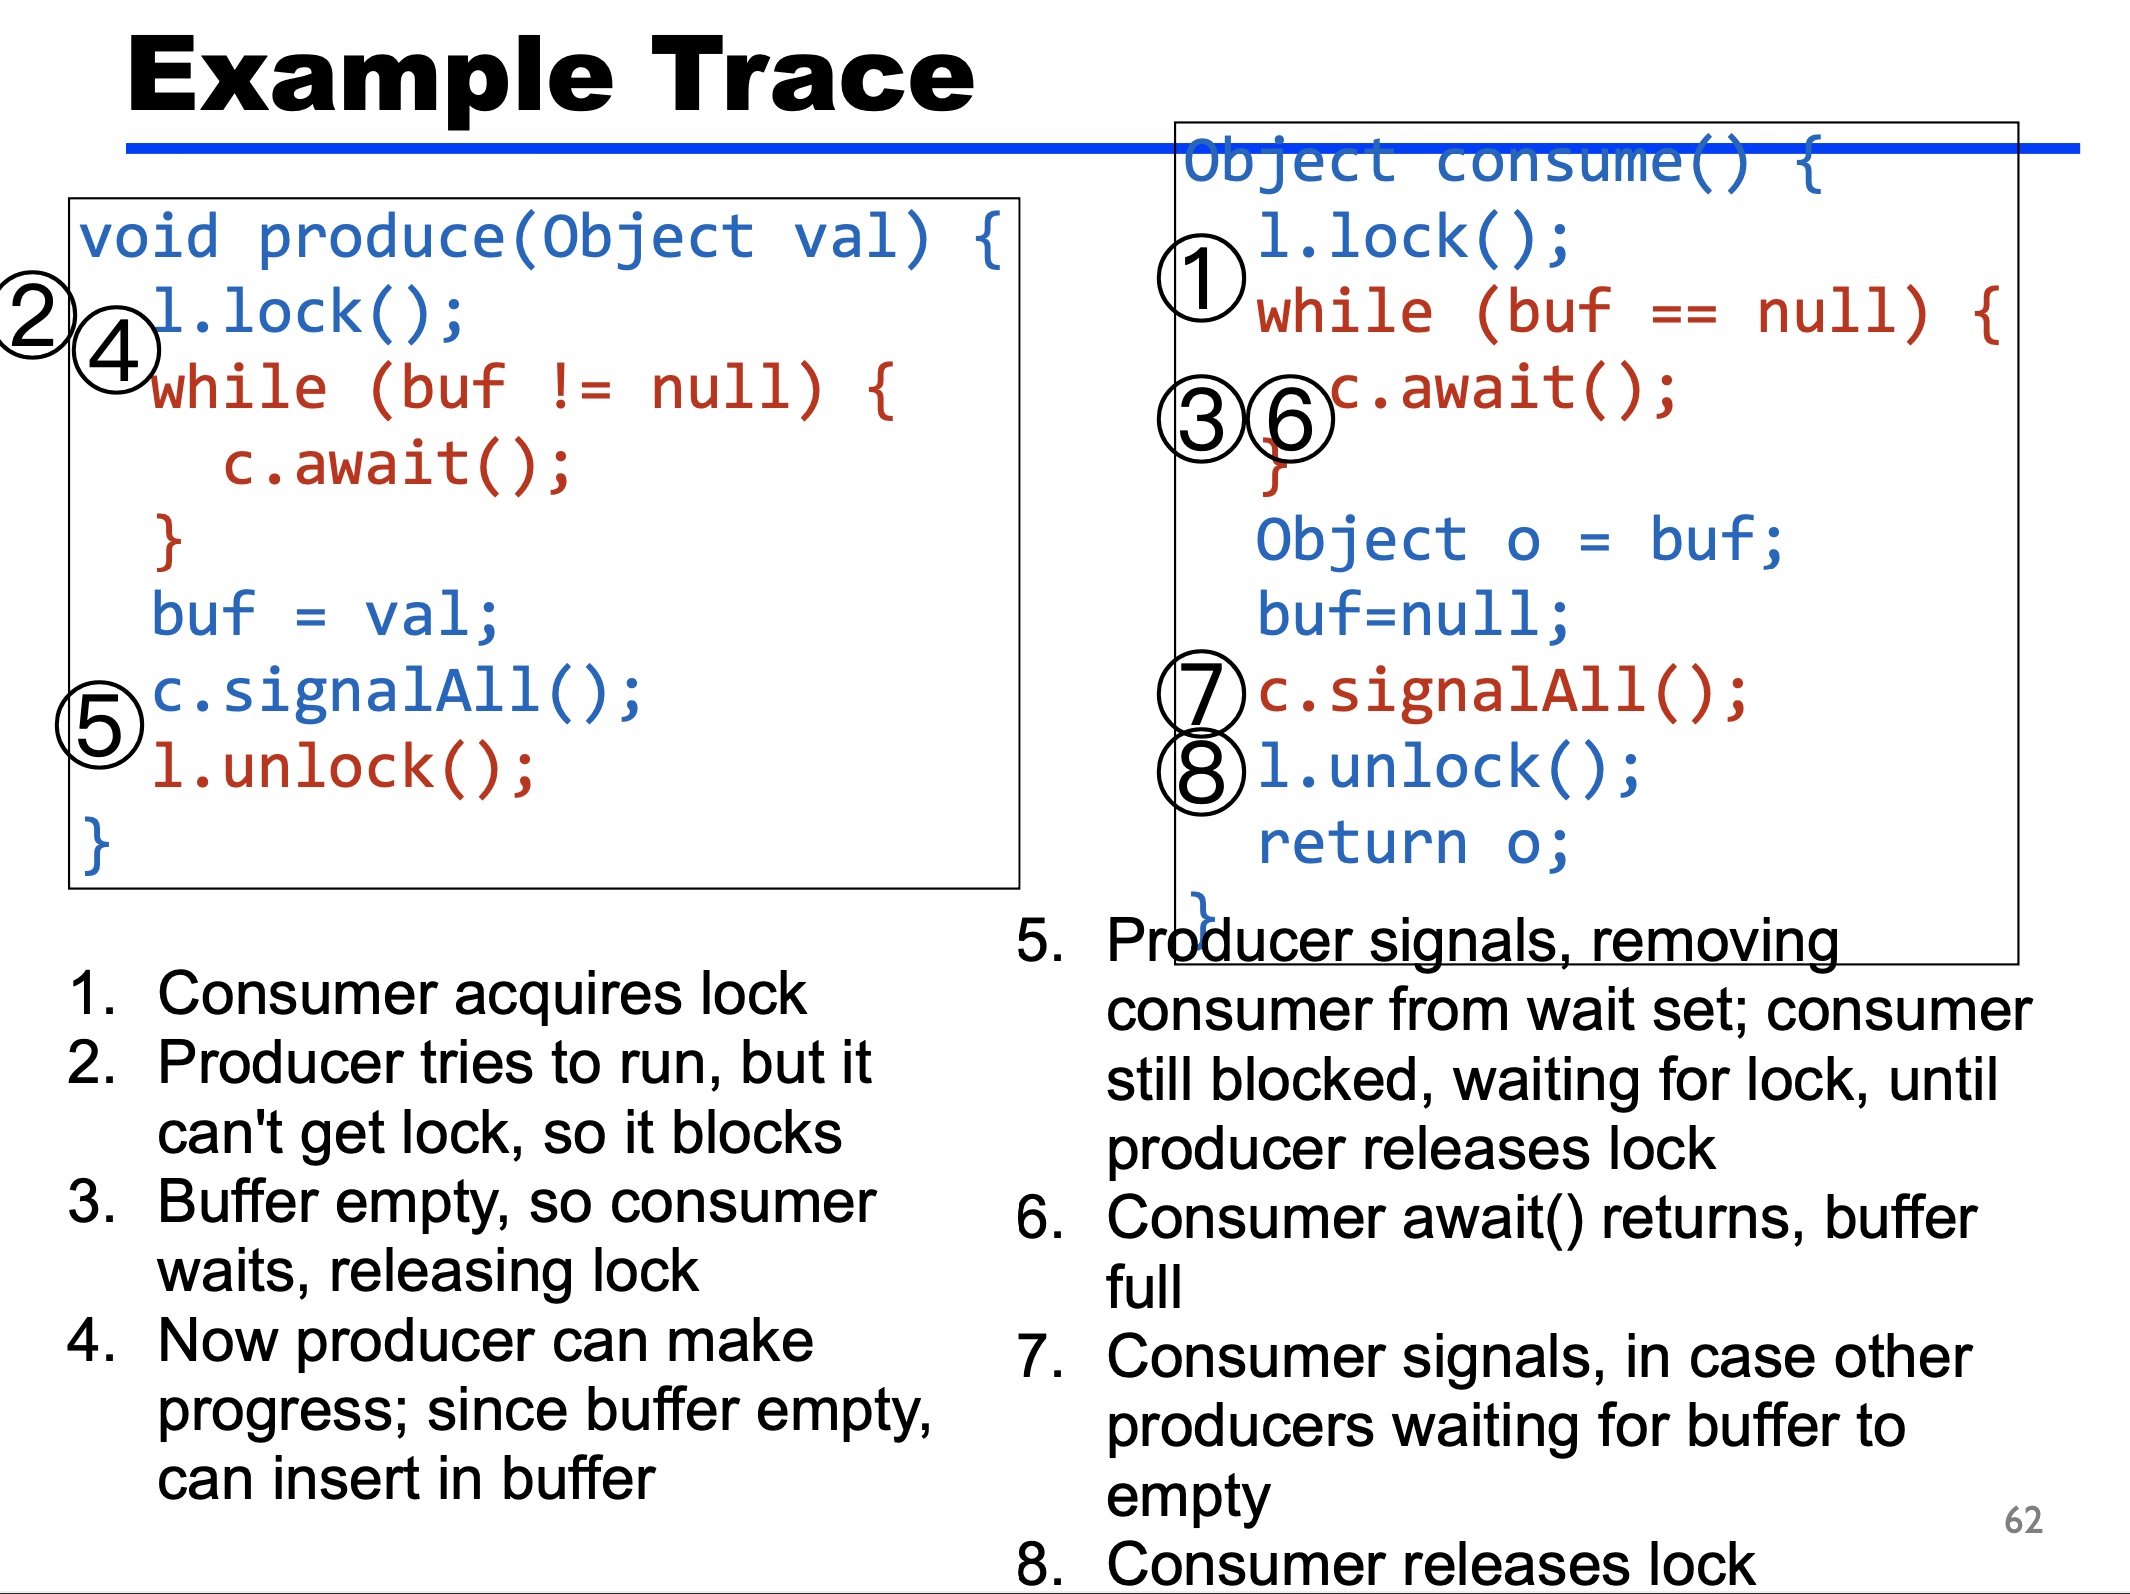 Example Trace
void produce(Object val) {
② l.lock();
④ while (buf != null) {
c.await();
}
buf = val;
c.signalAll();
⑤ l.unlock();
}
Object consume() {
① l.lock();
while (buf == null) {
③⑥ c.await();
}
Object o = buf;
buf=null;
⑦ c.signalAll();
⑧ l.unlock();
return o;
}
1. Consumer acquires lock
2. Producer tries to run, but it
can't get lock, so it blocks
3. Buffer empty, so consumer
waits, releasing lock
4. Now producer can make
progress; since buffer empty,
can insert in buffer
5. Producer signals, removing
consumer from wait set; consumer
still blocked, waiting for lock, until
producer releases lock
6. Consumer await() returns, buffer
full
7. Consumer signals, in case other
producers waiting for buffer to
empty
8. Consumer releases lock
62